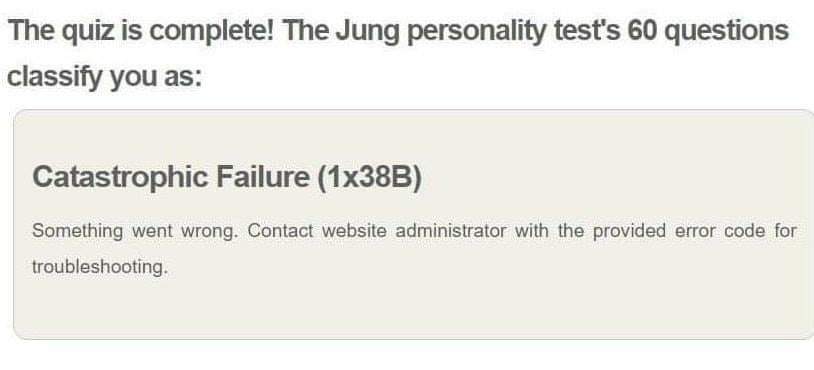 The quiz is complete! The Jung personality test's 60 questions
classify you as:
Catastrophic Failure (1x38B)
Something went wrong. Contact website administrator with the provided error code for
troubleshooting.